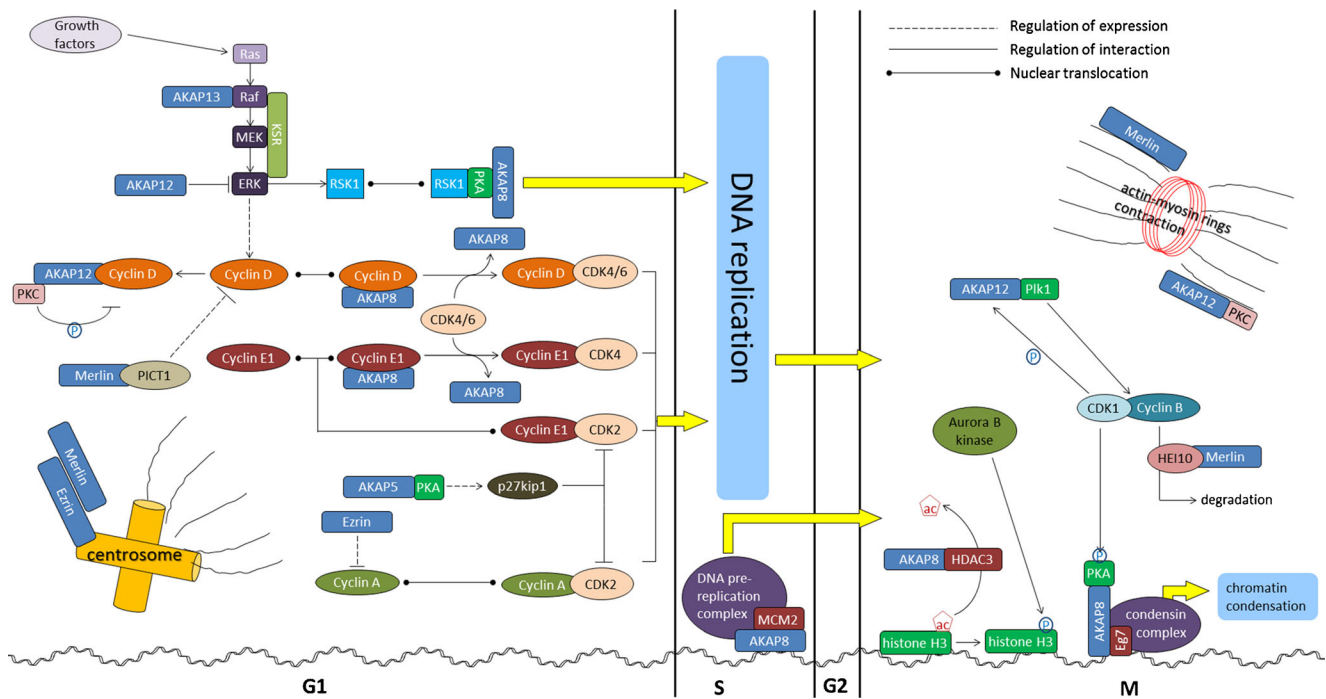 Growth
factors
Ras
AKAP13
Raf
KSR
MEK
AKAP12
ERK
RSK1
RSK1
PKA
AKAP8
AKAP8
AKAP12
Cyclin D
Cyclin D
Cyclin D
AKAP8
Cyclin D
CDK4/6
PKC
P
CDK4/6
Merlin
PICT1
Cyclin E1
Cyclin E1
AKAP8
Cyclin E1
CDK4
AKAP8
Cyclin E1
CDK2
AKAP5
PKA
p27kip1
Ezrin
Cyclin A
Cyclin A
CDK2
Merlin
Ezrin
centrosome
G1
DNA replication
DNA pre-
replication
complex
MCM2
AKAP8
S
G2
Regulation of expression
Regulation of interaction
Nuclear translocation
Merlin
actin-myosin rings
contraction
AKAP12
PKC
AKAP12
Plk1
P
CDK1
Cyclin B
HEI10
Merlin
degradation
Aurora B
kinase
ac
AKAP8
HDAC3
ac
histone H3
P
histone H3
P
PKA
AKAP8
Eg7
condensin
complex
chromatin
condensation
M